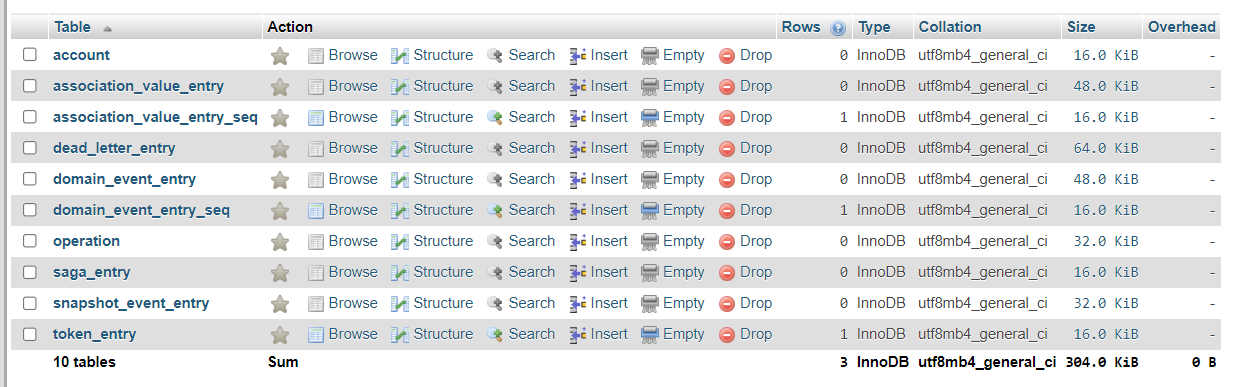 Table Action Rows Type Collation Size Overhead
account Browse Structure Search Insert Empty Drop 0 InnoDB utf8mb4_general_ci 16.0 KiB -
association_value_entry Browse Structure Search Insert Empty Drop 0 InnoDB utf8mb4_general_ci 48.0 KiB -
association_value_entry_seq Browse Structure Search Insert Empty Drop 1 InnoDB utf8mb4_general_ci 16.0 KiB -
dead_letter_entry Browse Structure Search Insert Empty Drop 0 InnoDB utf8mb4_general_ci 64.0 KiB -
domain_event_entry Browse Structure Search Insert Empty Drop 0 InnoDB utf8mb4_general_ci 48.0 KiB -
domain_event_entry_seq Browse Structure Search Insert Empty Drop 1 InnoDB utf8mb4_general_ci 16.0 KiB -
operation Browse Structure Search Insert Empty Drop 0 InnoDB utf8mb4_general_ci 32.0 KiB -
saga_entry Browse Structure Search Insert Empty Drop 0 InnoDB utf8mb4_general_ci 16.0 KiB -
snapshot_event_entry Browse Structure Search Insert Empty Drop 0 InnoDB utf8mb4_general_ci 32.0 KiB -
token_entry Browse Structure Search Insert Empty Drop 1 InnoDB utf8mb4_general_ci 16.0 KiB -
10 tables Sum 3 InnoDB utf8mb4_general_ci 304.0 KiB 0 B